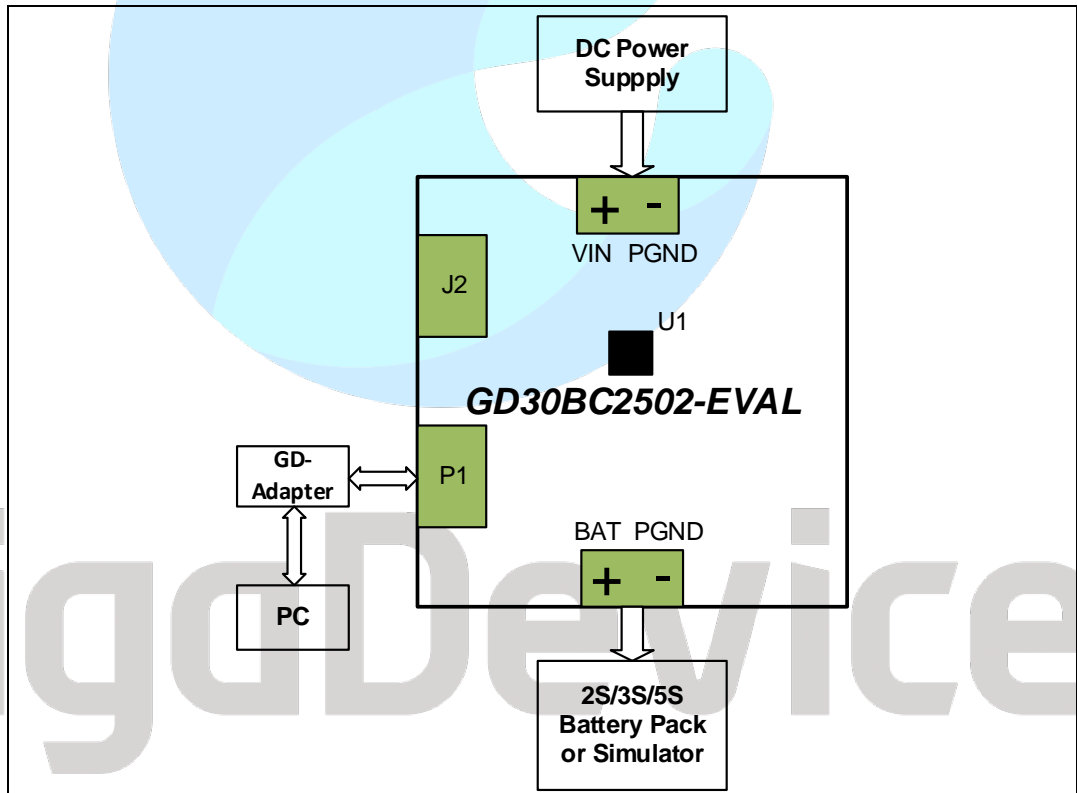 DC Power
Suppply
+ -
VIN PGND
J2
U1
GD30BC2502-EVAL
GD-
Adapter
P1
BAT PGND
+ -
PC
2S/3S/5S
Battery Pack
or Simulator
igaDevice